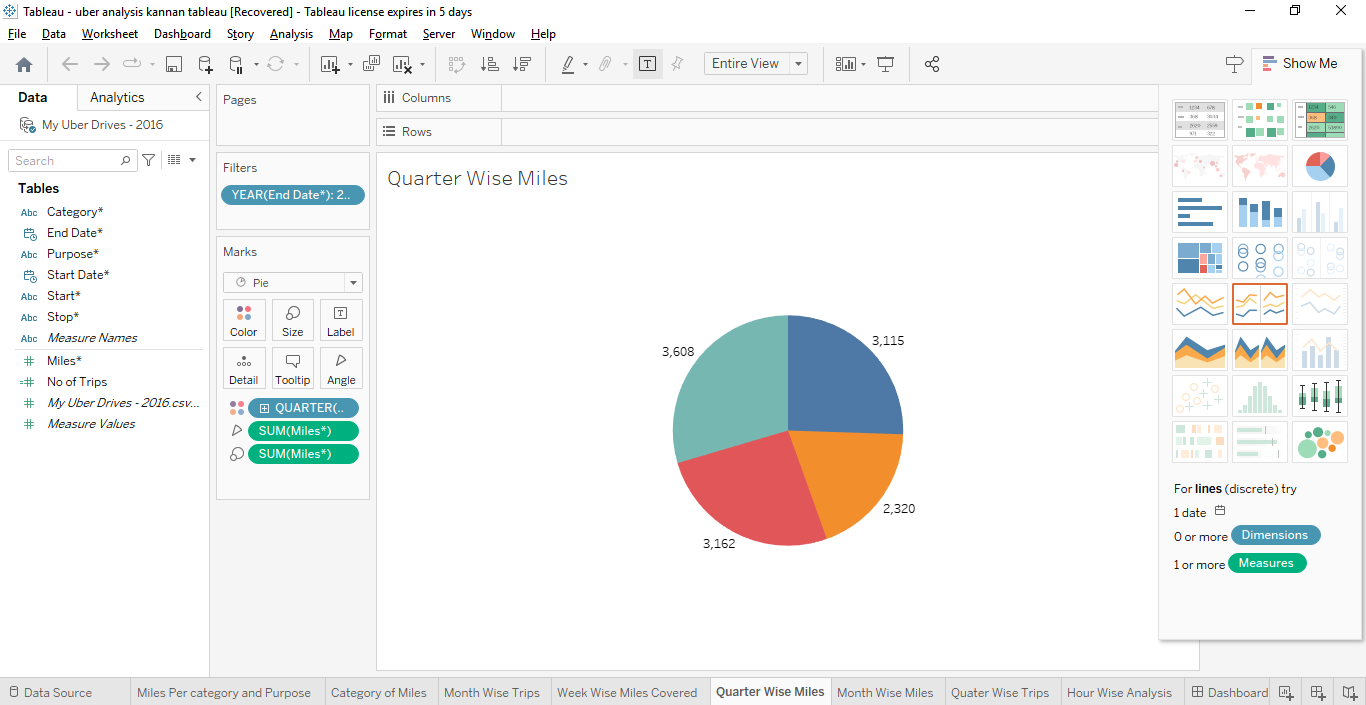 Tableau - uber analysis kannan tableau [Recovered] - Tableau license expires in 5 days
File Data Worksheet Dashboard Story Analysis Map Format Server Window Help
Entire View
Show Me
Data Analytics
My Uber Drives - 2016
Search
Tables
Abc Category*
End Date*
Abc Purpose*
Start Date*
Abc Start*
Abc Stop*
Abc Measure Names
Miles*
No of Trips
My Uber Drives - 2016.csv...
Measure Values
Pages
Filters
YEAR(End Date*): 2..
Marks
Pie
Color Size Label
Detail Tooltip Angle
QUARTER(..
SUM(Miles*)
SUM(Miles*)
Columns
Rows
Quarter Wise Miles
3,608
3,115
2,320
3,162
For lines (discrete) try
1 date
0 or more Dimensions
1 or more Measures
Data Source Miles Per category and Purpose Category of Miles Month Wise Trips Week Wise Miles Covered Quarter Wise Miles Month Wise Miles Quater Wise Trips Hour Wise Analysis Dashboard